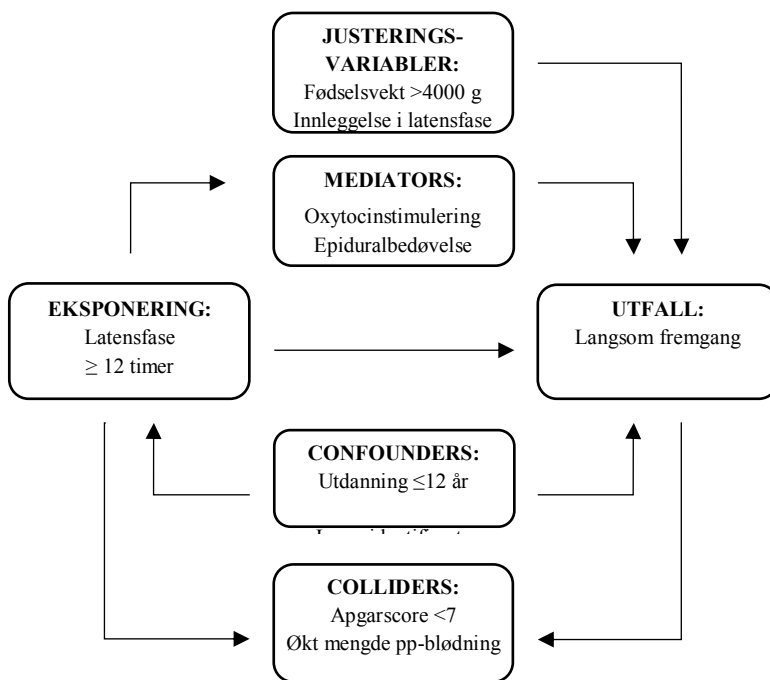 JUSTERINGS-
VARIABLER:
Fødselsvekt >4000 g
Innleggelse i latensfase
MEDIATORS:
Oxytocinstimulering
Epiduralbedøvelse
EKSPONERING:
Latensfase
≥ 12 timer
UTFALL:
Langsom fremgang
CONFOUNDERS:
Utdanning ≤12 år
COLLIDERS:
Apgarscore <7
Økt mengde pp-blødning